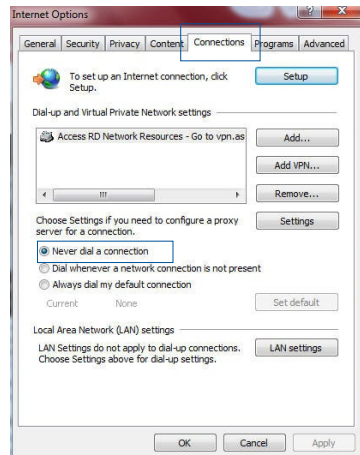 Internet Options
General Security Privacy Content Connections Programs Advanced
To set up an Internet connection, click
Setup.
Setup
Dial-up and Virtual Private Network settings
Access RD Network Resources - Go to vpn.as
Add...
Add VPN...
Remove...
Choose Settings if you need to configure a proxy
server for a connection.
Settings
Never dial a connection
Dial whenever a network connection is not present
Always dial my default connection
Current None Set default
Local Area Network (LAN) settings
LAN Settings do not apply to dial-up connections.
Choose Settings above for dial-up settings.
LAN settings
OK Cancel Apply